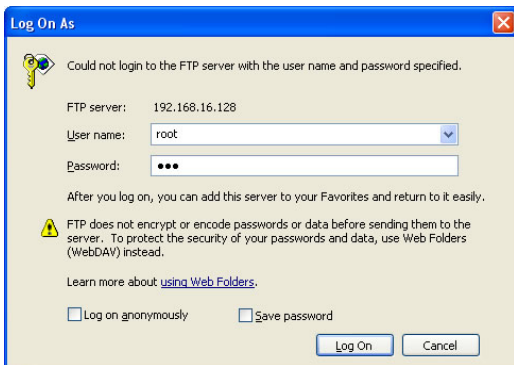 Log On As
Could not login to the FTP server with the user name and password specified.
FTP server: 192.168.16.128
User name: root
Password: ●●●
After you log on, you can add this server to your Favorites and return to it easily.
FTP does not encrypt or encode passwords or data before sending them to the
server. To protect the security of your passwords and data, use Web Folders
(WebDAV) instead.
Learn more about using Web Folders.
Log on anonymously Save password
Log On Cancel